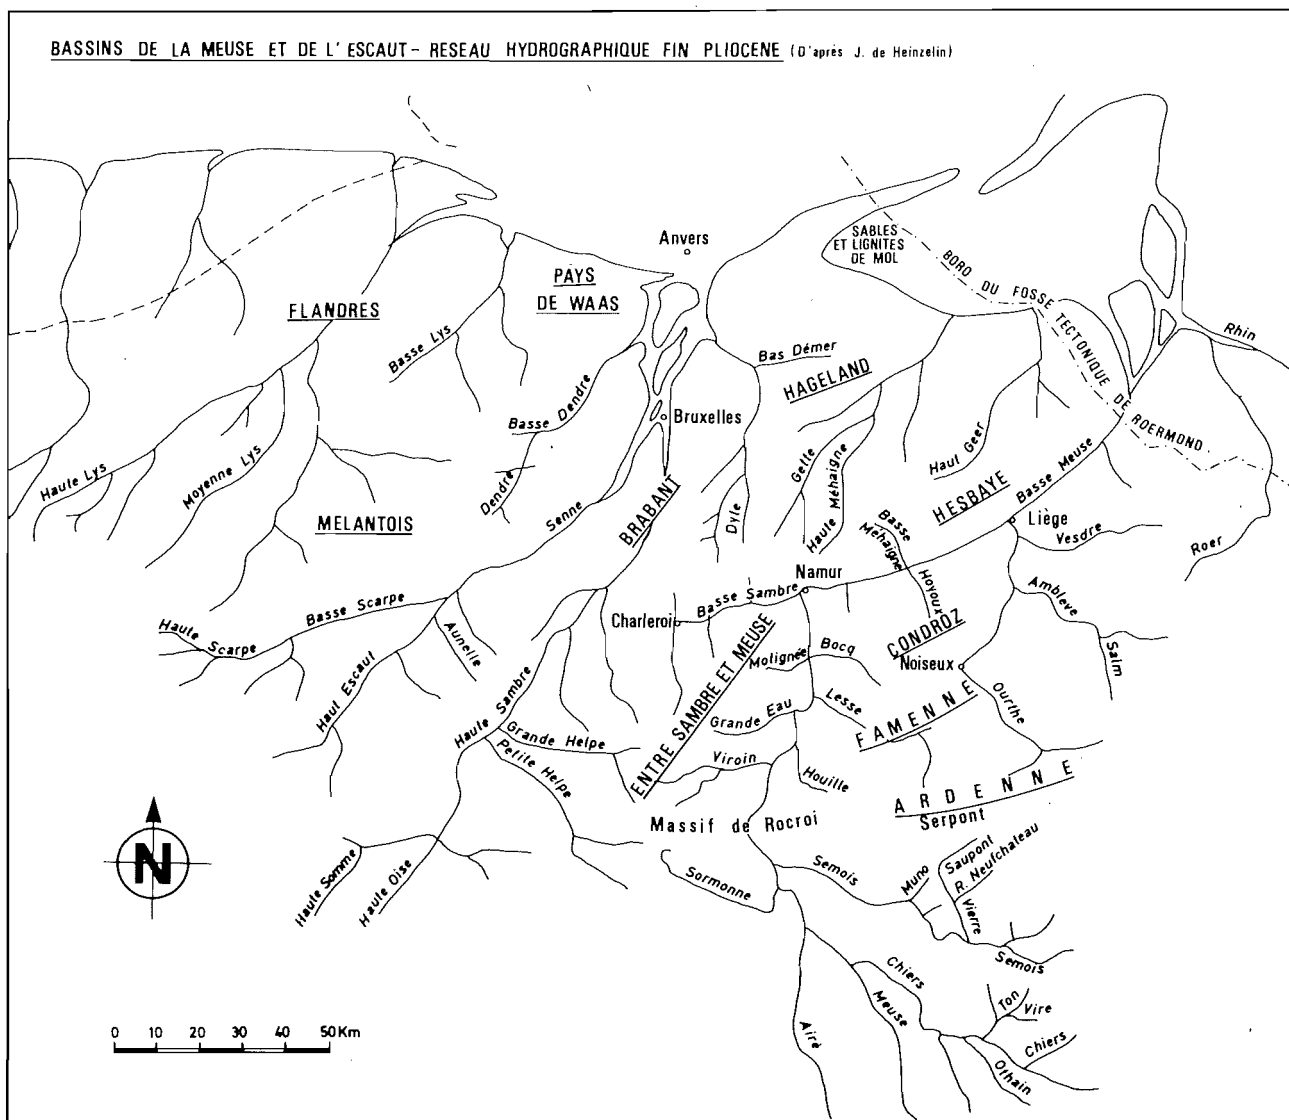 BASSINS DE LA MEUSE ET DE L'ESCAUT - RESEAU HYDROGRAPHIQUE FIN PLIOCENE (D'après J. de Heinzelin)
Anvers
SABLES
ET LIGNITES
DE MOL
BORD DU FOSSE TECTONIQUE DE ROERMOND
PAYS
DE WAAS
FLANDRES
Basse Lys
Rhin
Bas Démer
HAGELAND
Basse Dendre
Bruxelles
Haute Lys
Moyenne Lys
Dendre
Gette
Haute Méhaigne
Haut Geer
Basse Meuse
HESBAYE
MELANTOIS
Senne
BRABANT
Dyle
Basse
Méhaigne
Liège
Vesdre
Roer
Namur
Hoyoux
Amblève
Basse Scarpe
Charleroi
Basse Sambre
Haute
Scarpe
Aunelle
Molignée
Bocq
CONDROZ
Noiseux
Salm
Haut Escaut
Haute Sambre
ENTRE SAMBRE ET MEUSE
Grande Eau
Lesse
FAMENNE
Ourthe
Grande Helpe
Petite Helpe
Viroin
Houille
ARDENNE
Serpont
Massif de Rocroi
N
Haute Somme
Haute Oise
Sormonne
Semois
Muno
Saupont
R. Neufchateau
Vierre
Semois
Chiers
Meuse
Aire
Ton
Vire
Chiers
Othain
0 10 20 30 40 50 Km